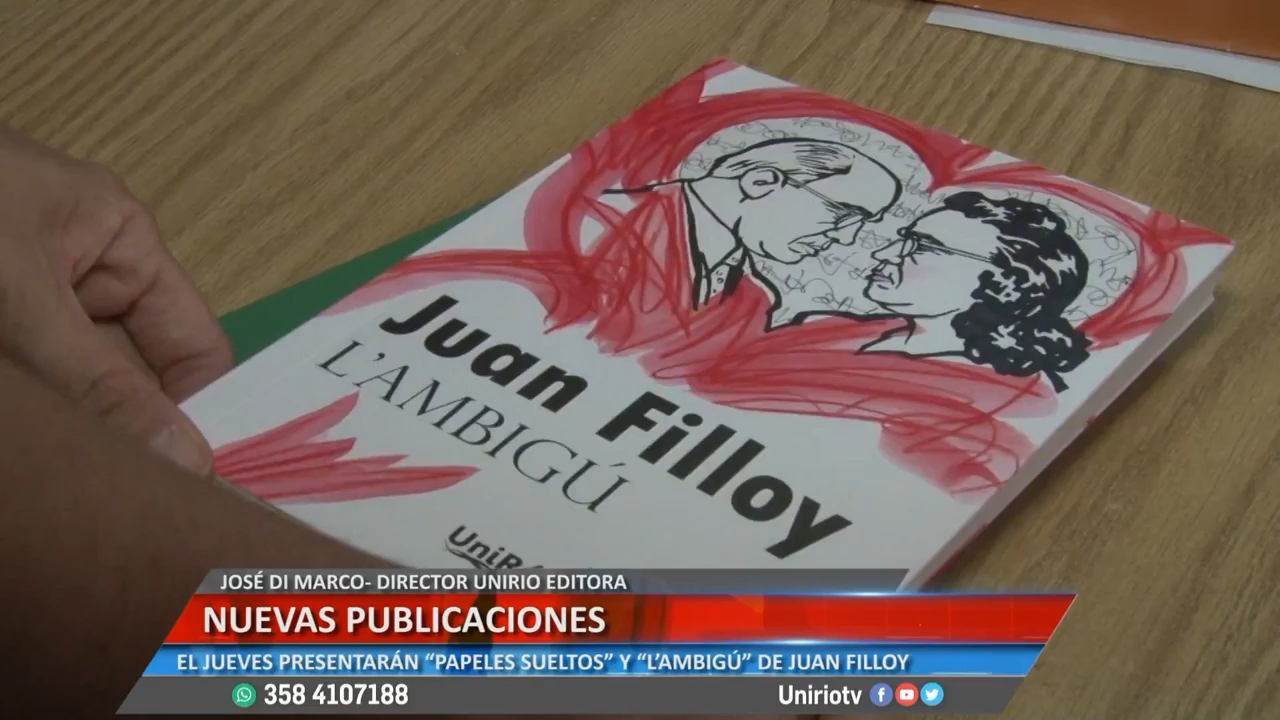 Juan Filloy
L'AMBIGÚ
JOSÉ DI MARCO- DIRECTOR UNIRIO EDITORA
NUEVAS PUBLICACIONES
EL JUEVES PRESENTARÁN “PAPELES SUELTOS” Y “L’AMBIGÚ” DE JUAN FILLOY
358 4107188
Uniriotv